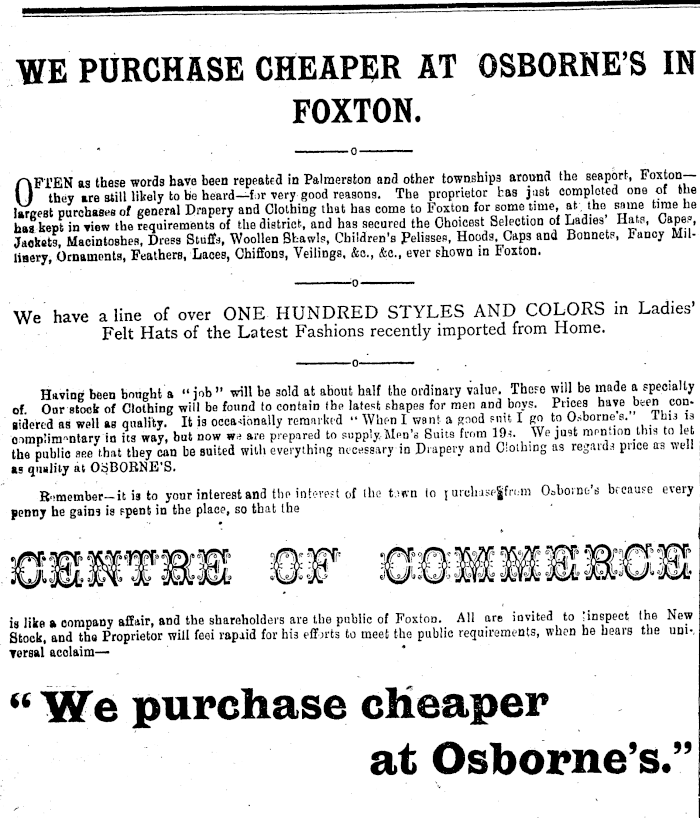 WE PURCHASE CHEAPER AT OSBORNE'S IN
FOXTON.
OFTEN as these words have been repeated in Palmerston and other townships around the seaport, Foxton—
they are still likely to be heard—for very good reasons. The proprietor has just completed one of the
largest purchases of general Drapery and Clothing that has come to Foxton for some time, at the same time he
has kept in view the requirements of the district, and has secured the Choicest Selection of Ladies' Hats, Capes,
Jackets, Macintoshes, Dress Stuffs, Woollen Shawls, Children's Pelisses, Hoods, Caps and Bonnets, Fancy Mil-
linery, Ornaments, Feathers, Laces, Chiffons, Veilings, &c., &c., ever shown in Foxton.
We have a line of over ONE HUNDRED STYLES AND COLORS in Ladies'
Felt Hats of the Latest Fashions recently imported from Home.
Having been bought a "job" will be sold at about half the ordinary value. These will be made a specialty
of. Our stock of Clothing will be found to contain the latest shapes for men and boys. Prices have been con-
sidered as well as quality. It is occasionally remarked "When I want a good suit I go to Osborne's." This is
complimentary in its way, but now we are prepared to supply Men's Suits from 19s. We just mention this to let
the public see that they can be suited with everything necessary in Drapery and Clothing as regards price as well
as quality at OSBORNE'S.
Remember—it is to your interest and the interest of the town to purchase from Osborne's because every
penny he gains is spent in the place, so that the
CENTRE OF COMMERCE
is like a company affair, and the shareholders are the public of Foxton. All are invited to inspect the New
Stock, and the Proprietor will feel rapaid for his efforts to meet the public requirements, when he hears the uni-
versal acclaim—
"We purchase cheaper
at Osborne's."